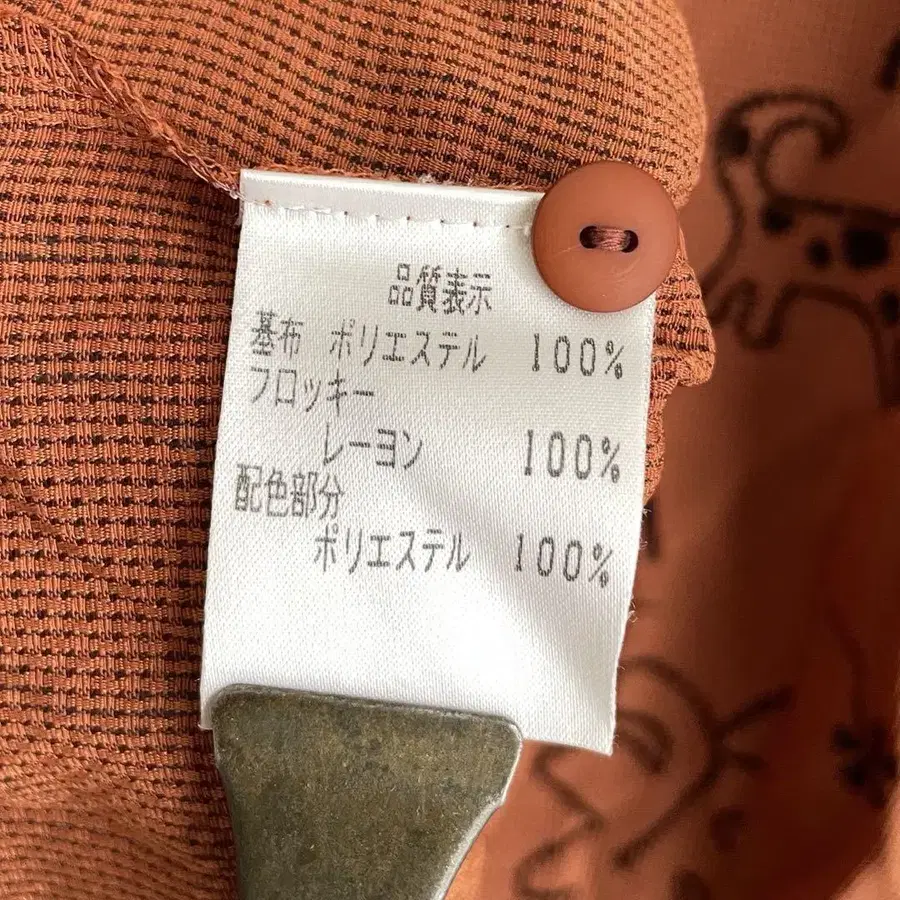 品質表示
基布 ポリエステル 100%
フロッキー
レーヨン 100%
配色部分
ポリエステル 100%